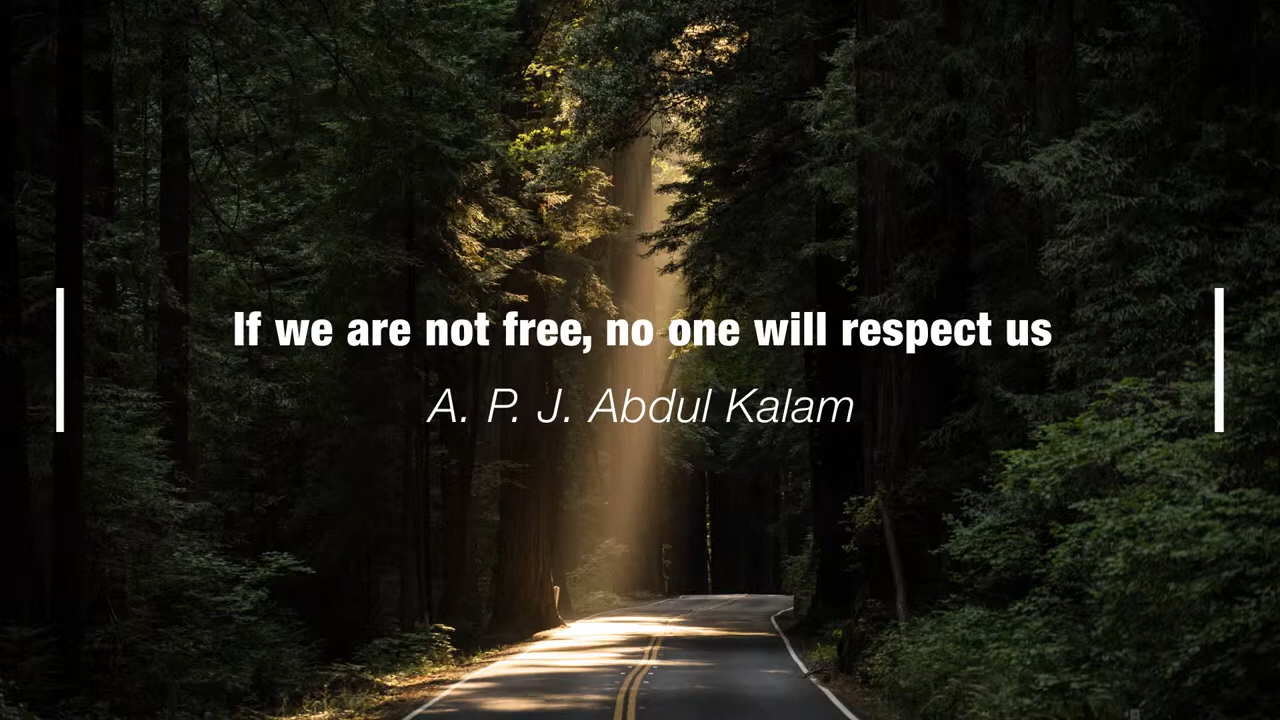 If we are not free, no one will respect us
A. P. J. Abdul Kalam